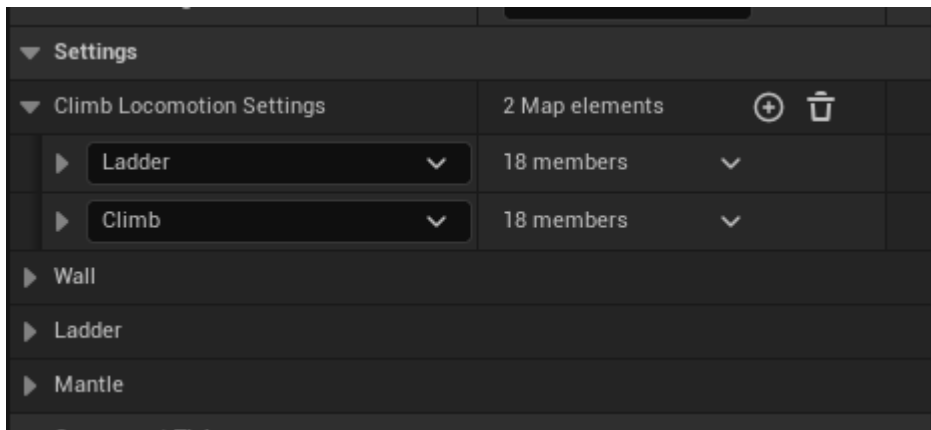 Settings
Climb Locomotion Settings 2 Map elements
Ladder 18 members
Climb 18 members
Wall
Ladder
Mantle